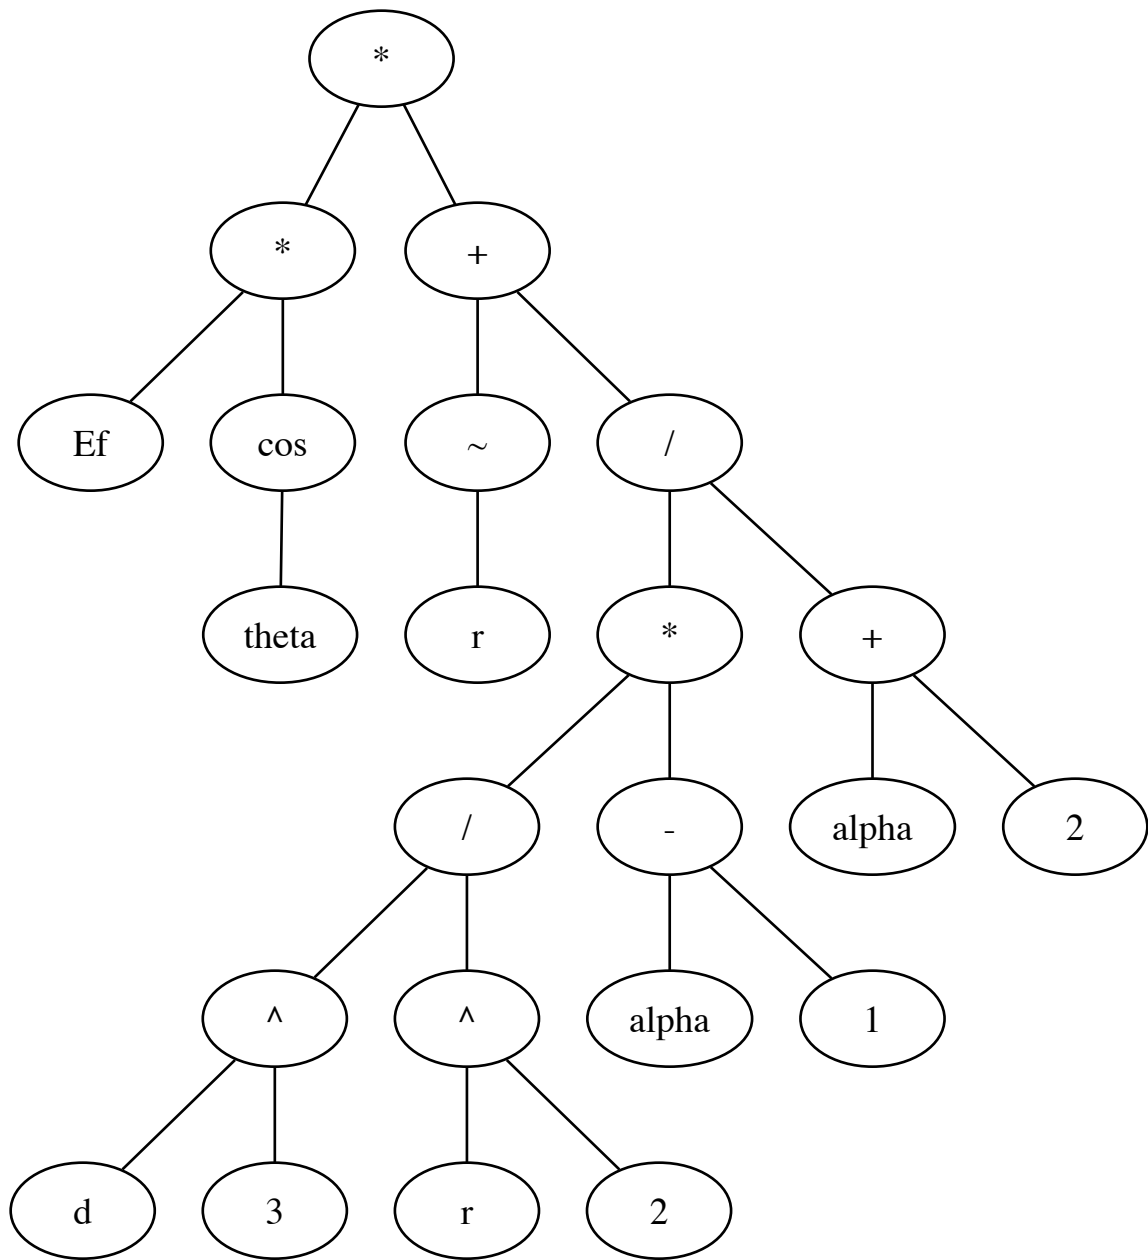 *
* +
Ef cos ~ /
theta r * +
/ - alpha 2
^ ^ alpha 1
d 3 r 2